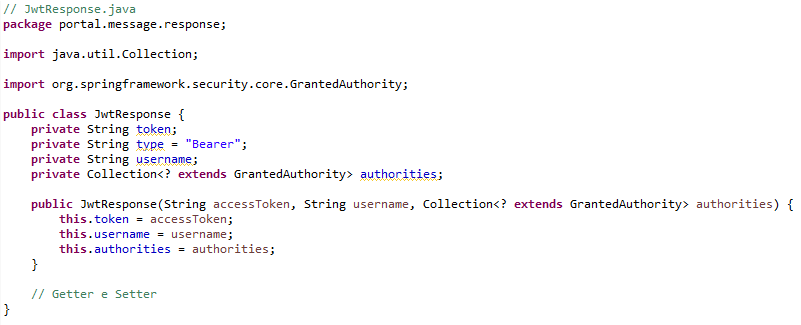 // JwtResponse.java
package portal.message.response;
import java.util.Collection;
import org.springframework.security.core.GrantedAuthority;
public class JwtResponse {
private String token;
private String type = "Bearer";
private String username;
private Collection<? extends GrantedAuthority> authorities;
public JwtResponse(String accessToken, String username, Collection<? extends GrantedAuthority> authorities) {
this.token = accessToken;
this.username = username;
this.authorities = authorities;
}
// Getter e Setter
}